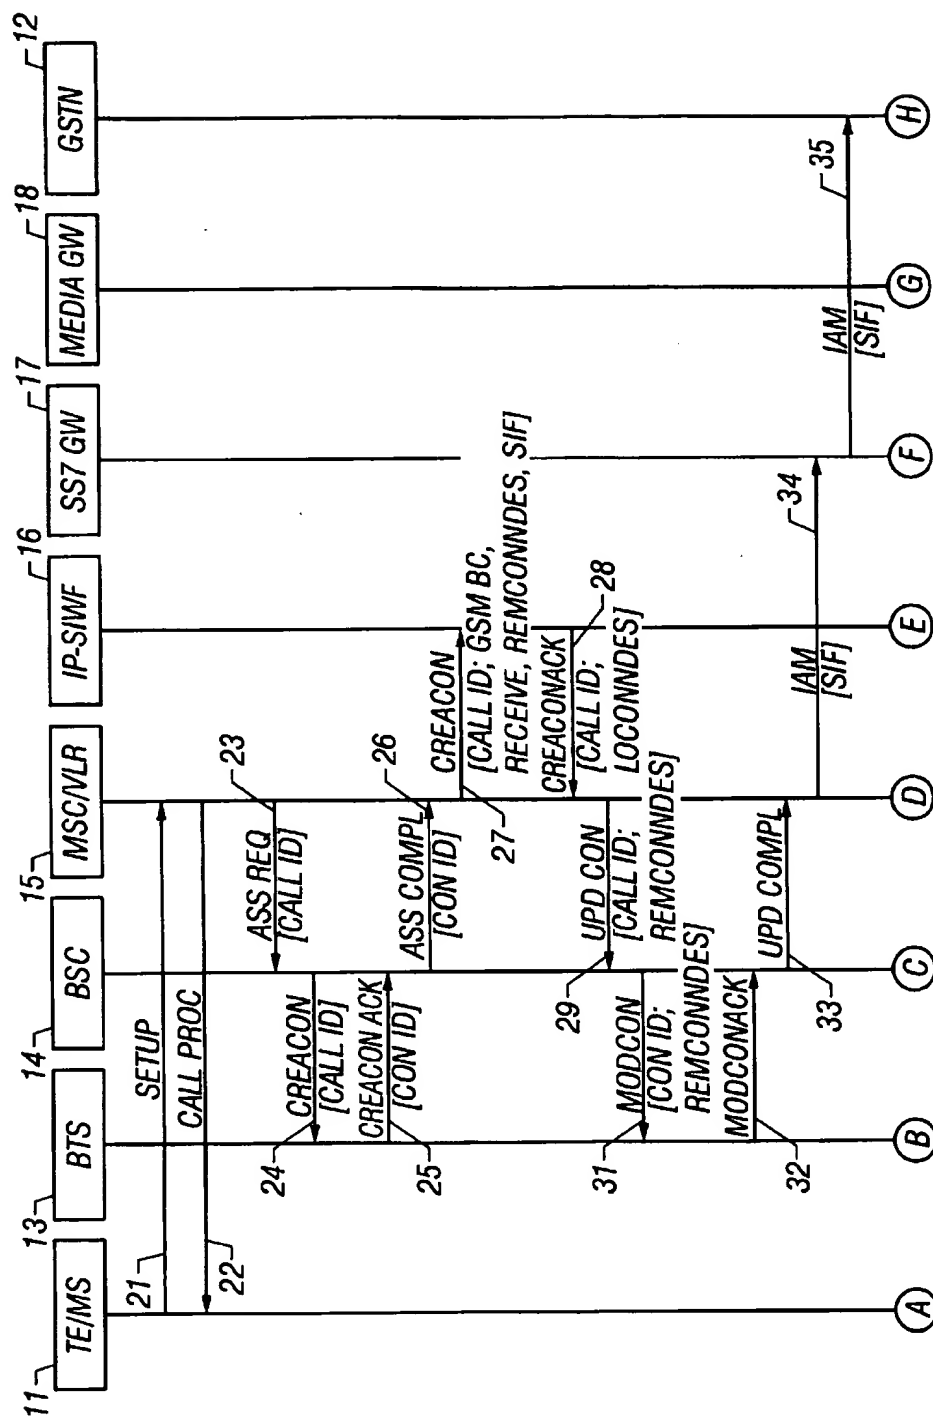 11
TE/MS
13
BTS
14
BSC
15
MSC/VLR
16
IP-SIWF
17
SS7 GW
18
MEDIA GW
12
GSTN
21
SETUP
22
CALL PROC
ASS REQ
[CALL ID]
23
24
CREACON
[CALL ID]
25
CREACON ACK
[CON ID]
ASS COMPL
[CON ID]
26
27
CREACON
[CALL ID; GSM BC,
RECEIVE, REMCONNDES, SIF]
CREACONACK
[CALL ID;
LOCONNDES]
28
29
UPD CON
[CALL ID;
REMCONNDES]
31
MODCON
[CON ID;
REMCONNDES]
32
MODCONACK
33
UPD COMPL
IAM
[SIF]
34
IAM
[SIF]
35
A
B
C
D
E
F
G
H